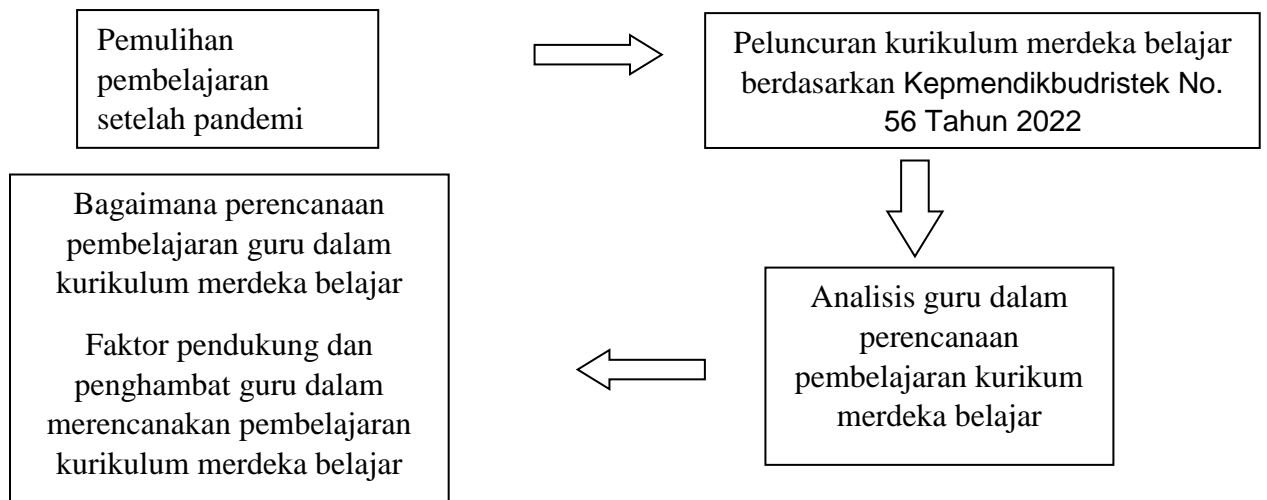 Pemulihan
pembelajaran
setelah pandemi
Peluncuran kurikulum merdeka belajar
berdasarkan Kepmendikbudristek No.
56 Tahun 2022
Analisis guru dalam
perencanaan
pembelajaran kurikum
merdeka belajar
Bagaimana perencanaan
pembelajaran guru dalam
kurikulum merdeka belajar
Faktor pendukung dan
penghambat guru dalam
merencanakan pembelajaran
kurikulum merdeka belajar